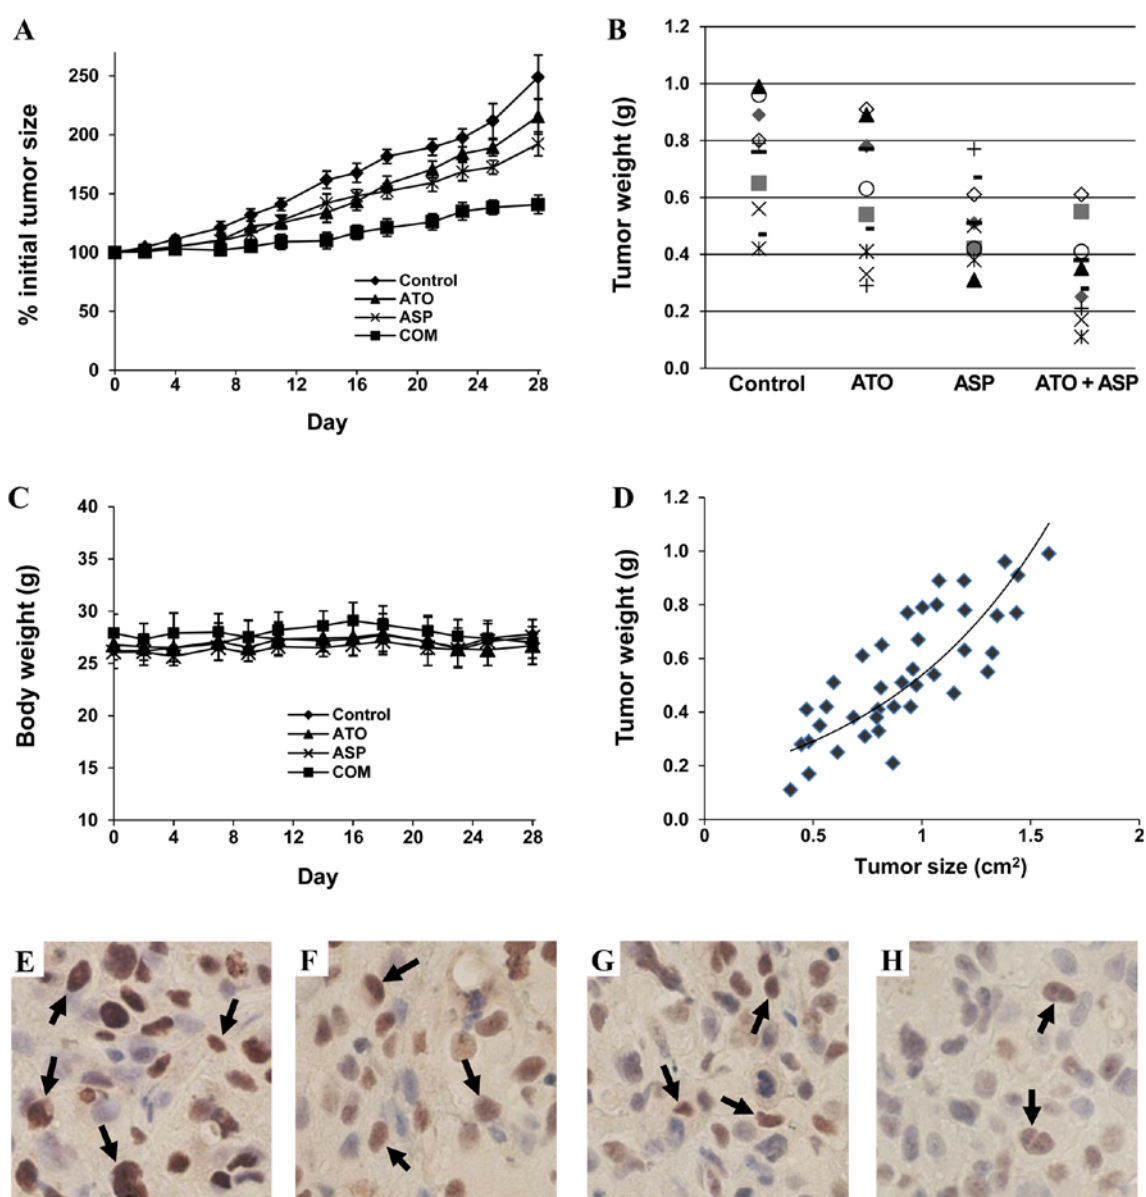 A
% initial tumor size
250
200
150
100
50
0
0 4 8 12 16 20 24 28
Day
Control
ATO
ASP
COM
B
Tumor weight (g)
1.2
1.0
0.8
0.6
0.4
0.2
0.0
Control ATO ASP ATO + ASP
C
Body weight (g)
40
35
30
25
20
15
10
0 4 8 12 16 20 24 28
Day
Control
ATO
ASP
COM
D
Tumor weight (g)
1.2
1.0
0.8
0.6
0.4
0.2
0.0
0 0.5 1 1.5 2
Tumor size (cm²)
E F G H